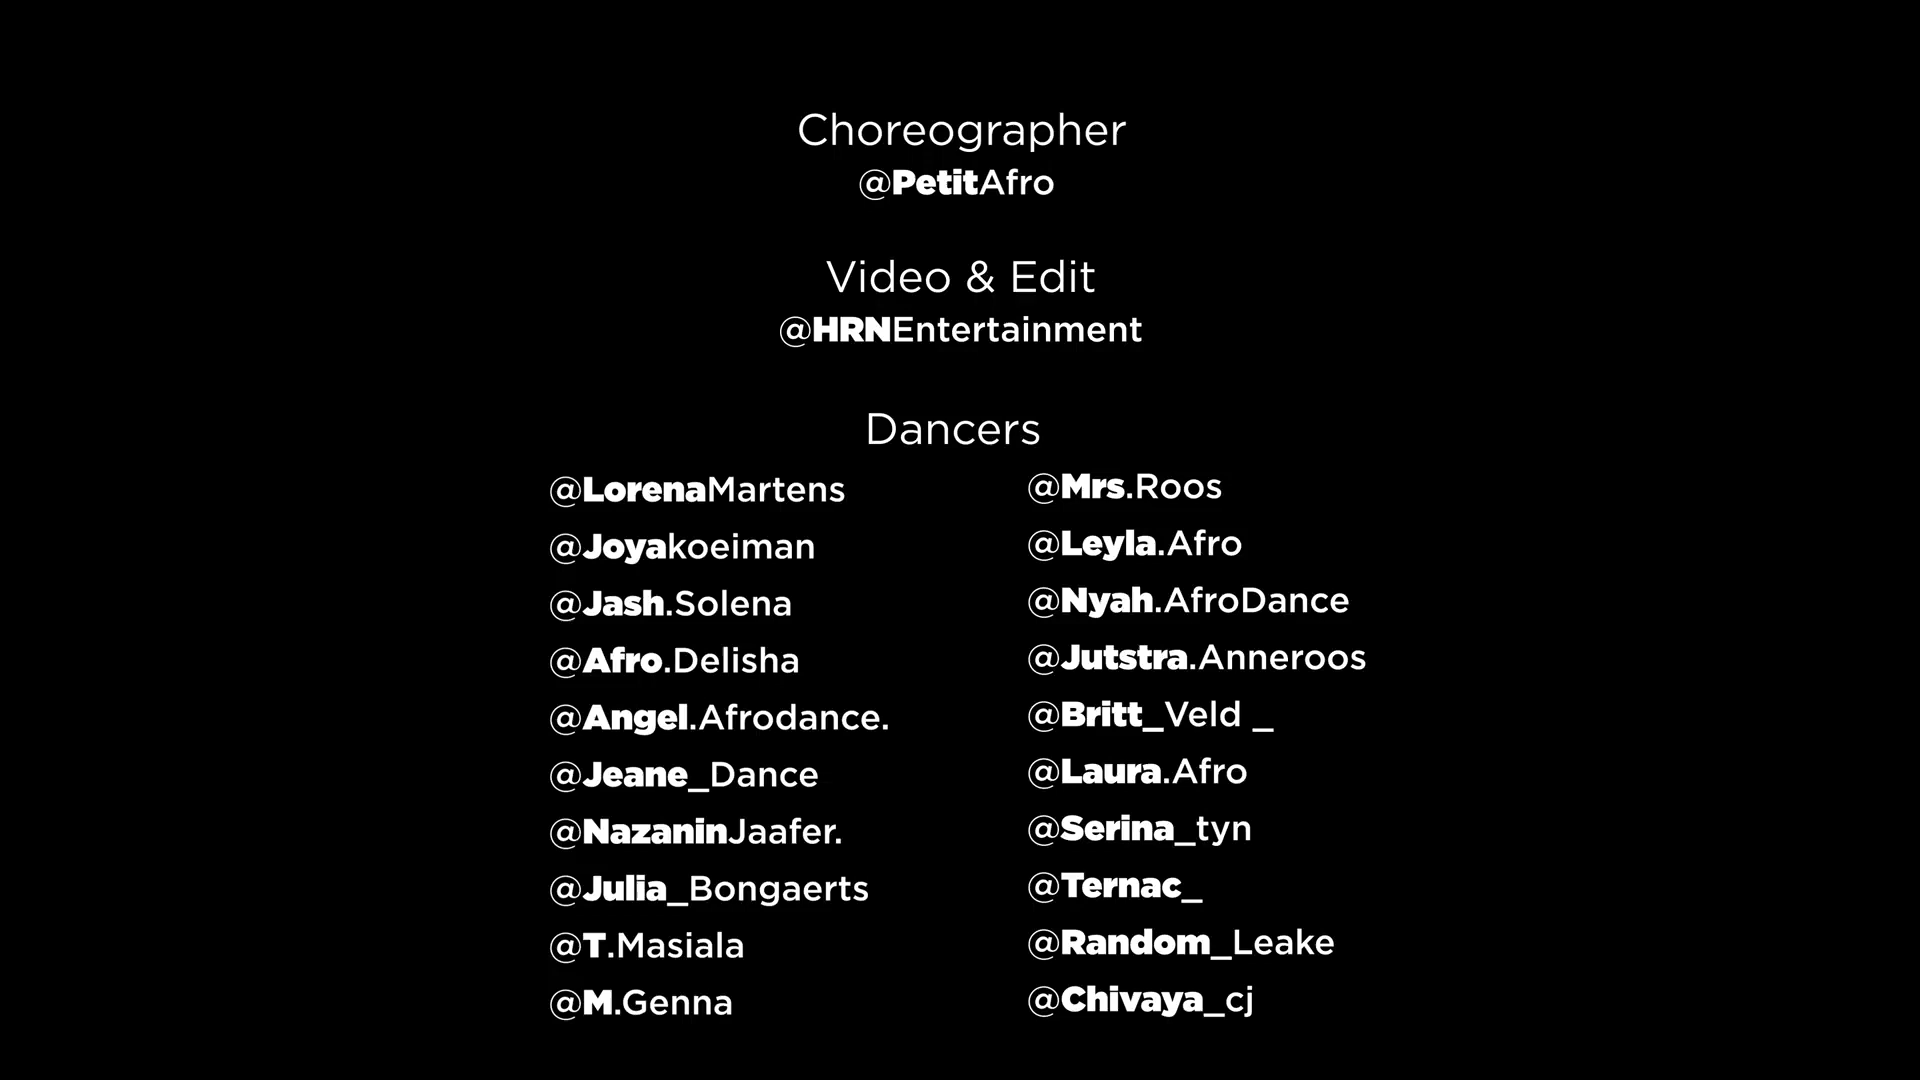 Choreographer
@PetitAfro
Video & Edit
@HRNEntertainment
Dancers
@LorenaMartens
@Joyakoeiman
@Jash.Solena
@Afro.Delisha
@Angel.Afrodance.
@Jeane_Dance
@NazaninJaafer.
@Julia_Bongaerts
@T.Masiala
@M.Genna
@Mrs.Roos
@Leyla.Afro
@Nyah.AfroDance
@Jutstra.Anneroos
@Britt_Veld _
@Laura.Afro
@Serina_tyn
@Ternac_
@Random_Leake
@Chivaya_cj